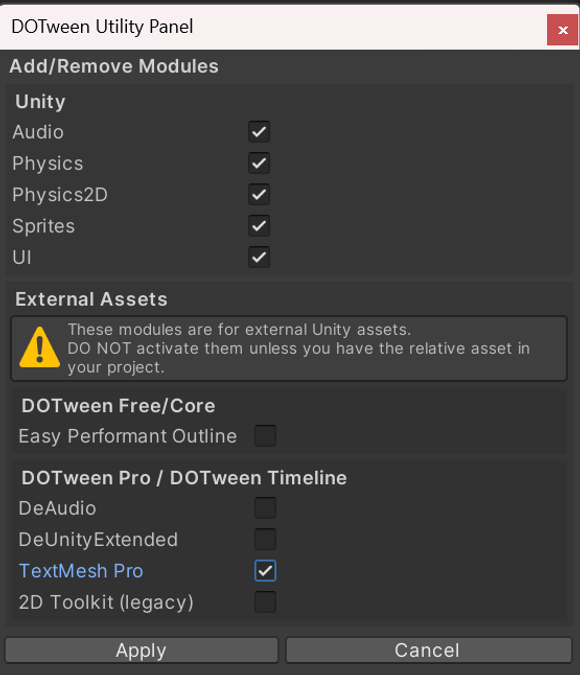 DOTween Utility Panel
Add/Remove Modules
Unity
Audio
Physics
Physics2D
Sprites
UI
External Assets
These modules are for external Unity assets.
DO NOT activate them unless you have the relative asset in
your project.
DOTween Free/Core
Easy Performant Outline
DOTween Pro / DOTween Timeline
DeAudio
DeUnityExtended
TextMesh Pro
2D Toolkit (legacy)
Apply Cancel